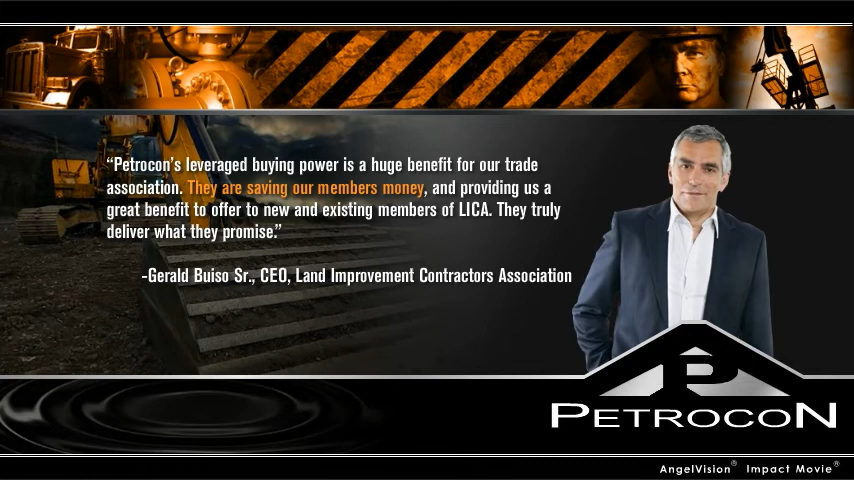 “Petrocon’s leveraged buying power is a huge benefit for our trade
association. They are saving our members money, and providing us a
great benefit to offer to new and existing members of LICA. They truly
deliver what they promise.”
-Gerald Buiso Sr., CEO, Land Improvement Contractors Association
P
PETROCON
AngelVision® Impact Movie®